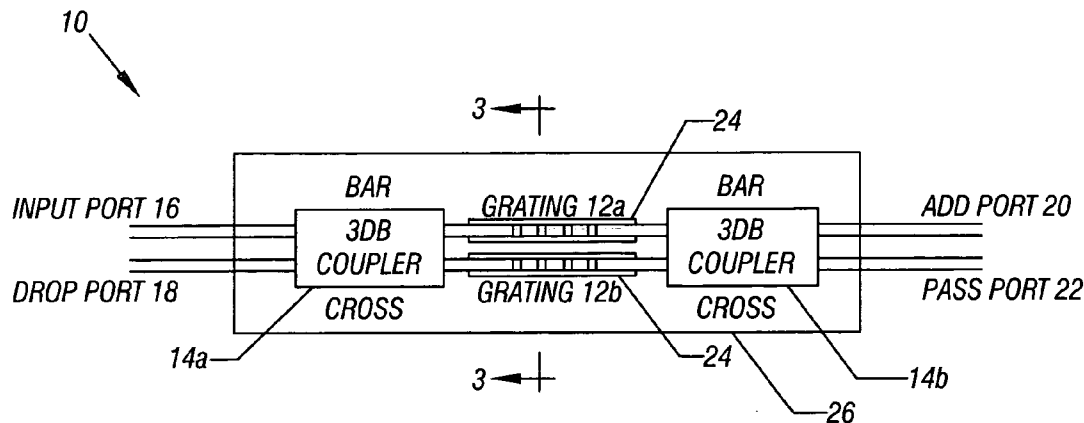 10
3
24
BAR
BAR
INPUT PORT 16
GRATING 12a
ADD PORT 20
3DB
COUPLER
3DB
COUPLER
DROP PORT 18
GRATING 12b
PASS PORT 22
CROSS
CROSS
14a
3
24
14b
26